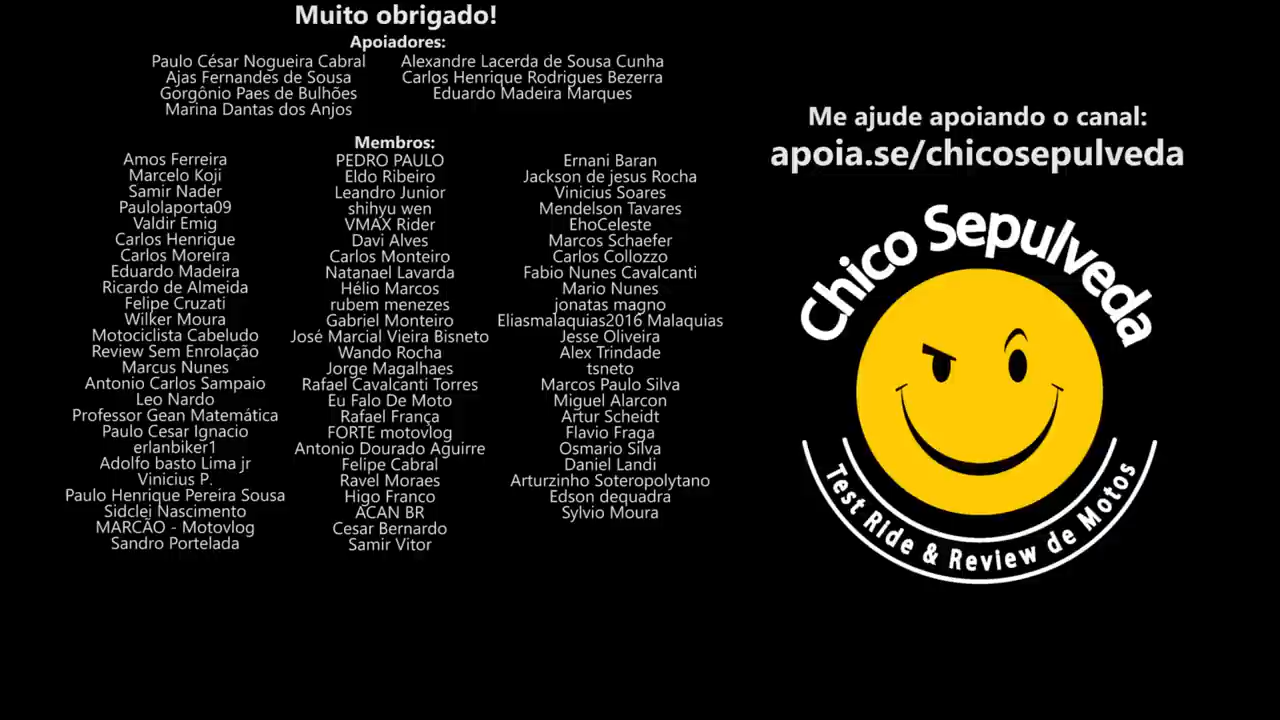 Muito obrigado!
Apoiadores:
Paulo César Nogueira Cabral
Ajas Fernandes de Sousa
Gorgônio Paes de Bulhões
Marina Dantas dos Anjos
Alexandre Lacerda de Sousa Cunha
Carlos Henrique Rodrigues Bezerra
Eduardo Madeira Marques
Membros:
Amos Ferreira
Marcelo Koji
Samir Nader
Paulolaporta09
Valdir Emig
Carlos Henrique
Carlos Moreira
Eduardo Madeira
Ricardo de Almeida
Felipe Cruzati
Wilker Moura
Motociclista Cabeludo
Review Sem Enrolação
Marcus Nunes
Antonio Carlos Sampaio
Leo Nardo
Professor Gean Matemática
Paulo Cesar Ignacio
erlanbiker1
Adolfo basto Lima jr
Vinicius P.
Paulo Henrique Pereira Sousa
Sidclei Nascimento
MARCÃO - Motovlog
Sandro Portelada
PEDRO PAULO
Eldo Ribeiro
Leandro Junior
shihyu wen
VMAX Rider
Davi Alves
Carlos Monteiro
Natanael Lavarda
Hélio Marcos
rubem menezes
Gabriel Monteiro
José Marcial Vieira Bisneto
Wando Rocha
Jorge Magalhaes
Rafael Cavalcanti Torres
Eu Falo De Moto
Rafael França
FORTE motovlog
Antonio Dourado Aguirre
Felipe Cabral
Ravel Moraes
Higo Franco
ACAN BR
Cesar Bernardo
Samir Vitor
Ernani Baran
Jackson de jesus Rocha
Vinicius Soares
Mendelson Tavares
EhoCeleste
Marcos Schaefer
Carlos Collozzo
Fabio Nunes Cavalcanti
Mario Nunes
jonatas magno
Eliasmalaquias2016 Malaquias
Jesse Oliveira
Alex Trindade
tsneto
Marcos Paulo Silva
Miguel Alarcon
Artur Scheidt
Flavio Fraga
Osmario Silva
Daniel Landi
Arturzinho Soteropolytano
Edson dequadra
Sylvio Moura
Me ajude apoiando o canal:
apoia.se/chicosepulveda
Chico Sepulveda
Test Ride & Review de Motos